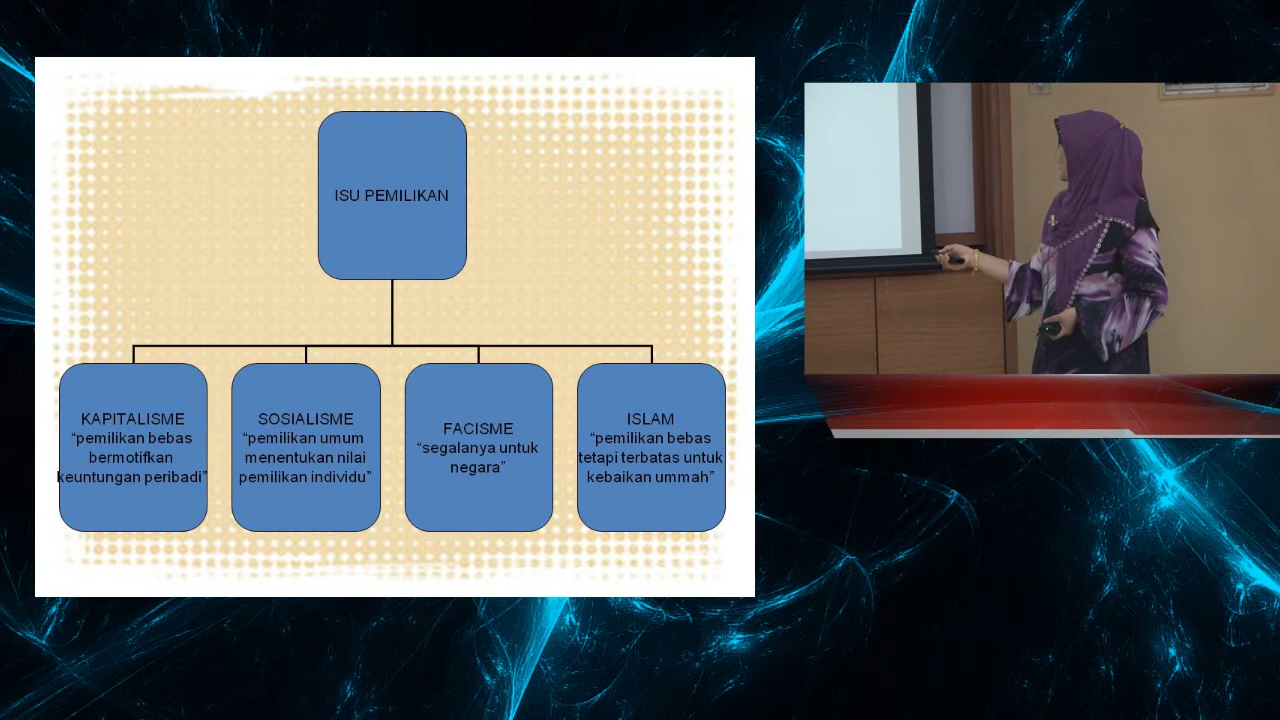 ISU PEMILIKAN
KAPITALISME
“pemilikan bebas
bermotifkan
keuntungan peribadi”
SOSIALISME
“pemilikan umum
menentukan nilai
pemilikan individu”
FACISME
“segalanya untuk
negara”
ISLAM
“pemilikan bebas
tetapi terbatas untuk
kebaikan ummah”